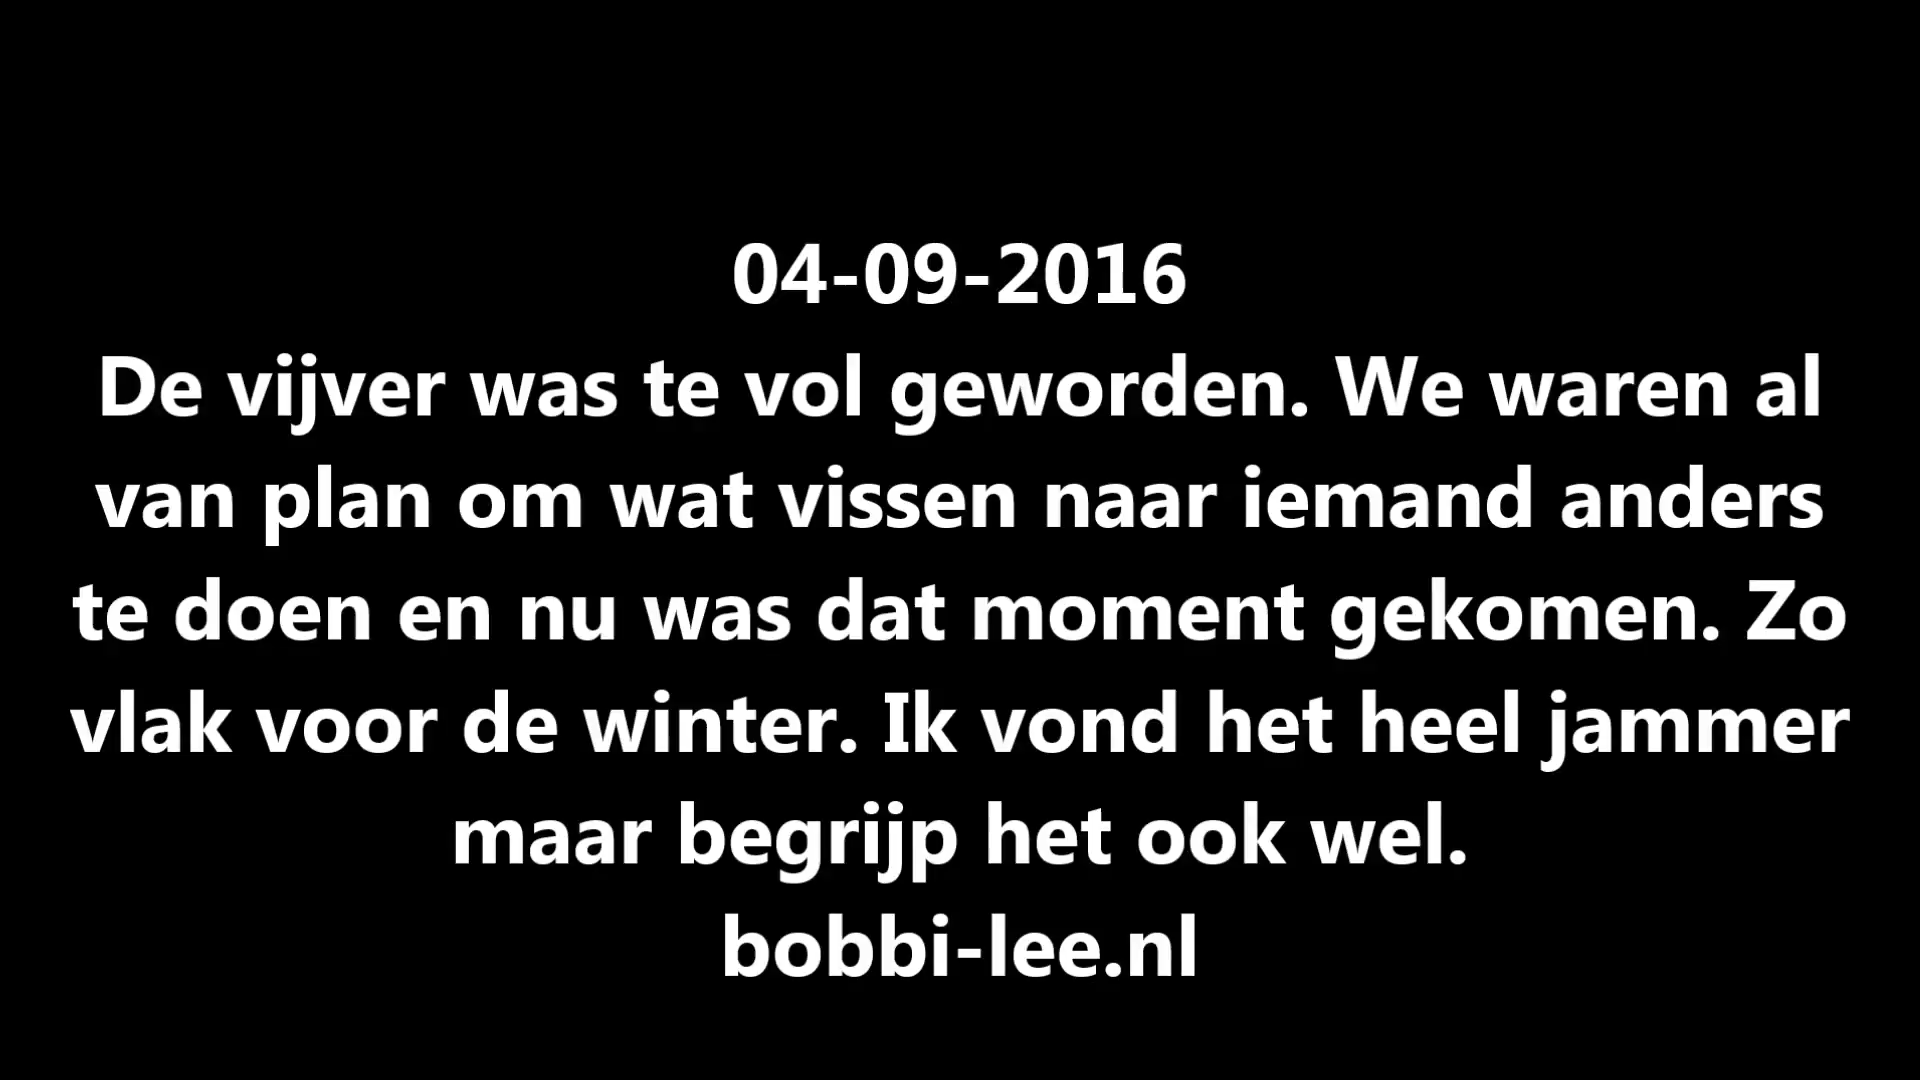 04-09-2016
De vijver was te vol geworden. We waren al
van plan om wat vissen naar iemand anders
te doen en nu was dat moment gekomen. Zo
vlak voor de winter. Ik vond het heel jammer
maar begrijp het ook wel.
bobbi-lee.nl